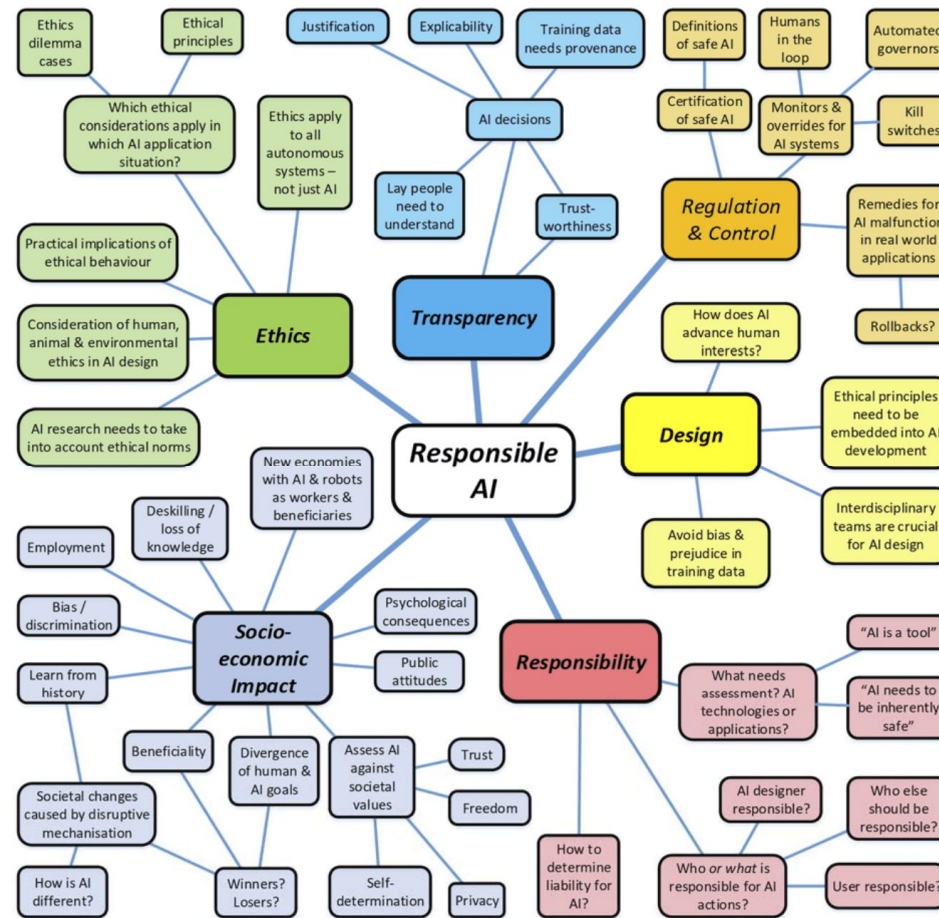 Ethics
dilemma
cases
Ethical
principles
Which ethical
considerations apply in
which AI application
situation?
Ethics apply
to all
autonomous
systems –
not just AI
Practical implications of
ethical behaviour
Consideration of human,
animal & environmental
ethics in AI design
AI research needs to take
into account ethical norms
Ethics
Justification
Explicability
Training data
needs provenance
AI decisions
Lay people
need to
understand
Trust-
worthiness
Transparency
Definitions
of safe AI
Humans in
the loop
Automated
governors
Certification
of safe AI
Monitors &
overrides for
AI systems
Kill
switches
Regulation
& Control
Remedies for
AI malfunction
in real world
applications
Rollbacks?
How does AI
advance human
interests?
Design
Ethical principles
need to be
embedded into AI
development
Interdisciplinary
teams are crucial
for AI design
Avoid bias &
prejudice in
training data
Responsible
AI
New economies
with AI & robots
as workers &
beneficiaries
Deskilling /
loss of
knowledge
Employment
Bias /
discrimination
Learn from
history
Socio-
economic
Impact
Psychological
consequences
Public
attitudes
Beneficiality
Divergence
of human &
AI goals
Assess AI
against
societal
values
Trust
Freedom
Societal changes
caused by disruptive
mechanisation
How is AI
different?
Winners?
Losers?
Self-
determination
Privacy
Responsibility
"AI is a tool"
What needs
assessment? AI
technologies or
applications?
"AI needs to
be inherently
safe"
AI designer
responsible?
Who else
should be
responsible?
How to
determine
liability for
AI?
Who or what is
responsible for AI
actions?
User responsible?